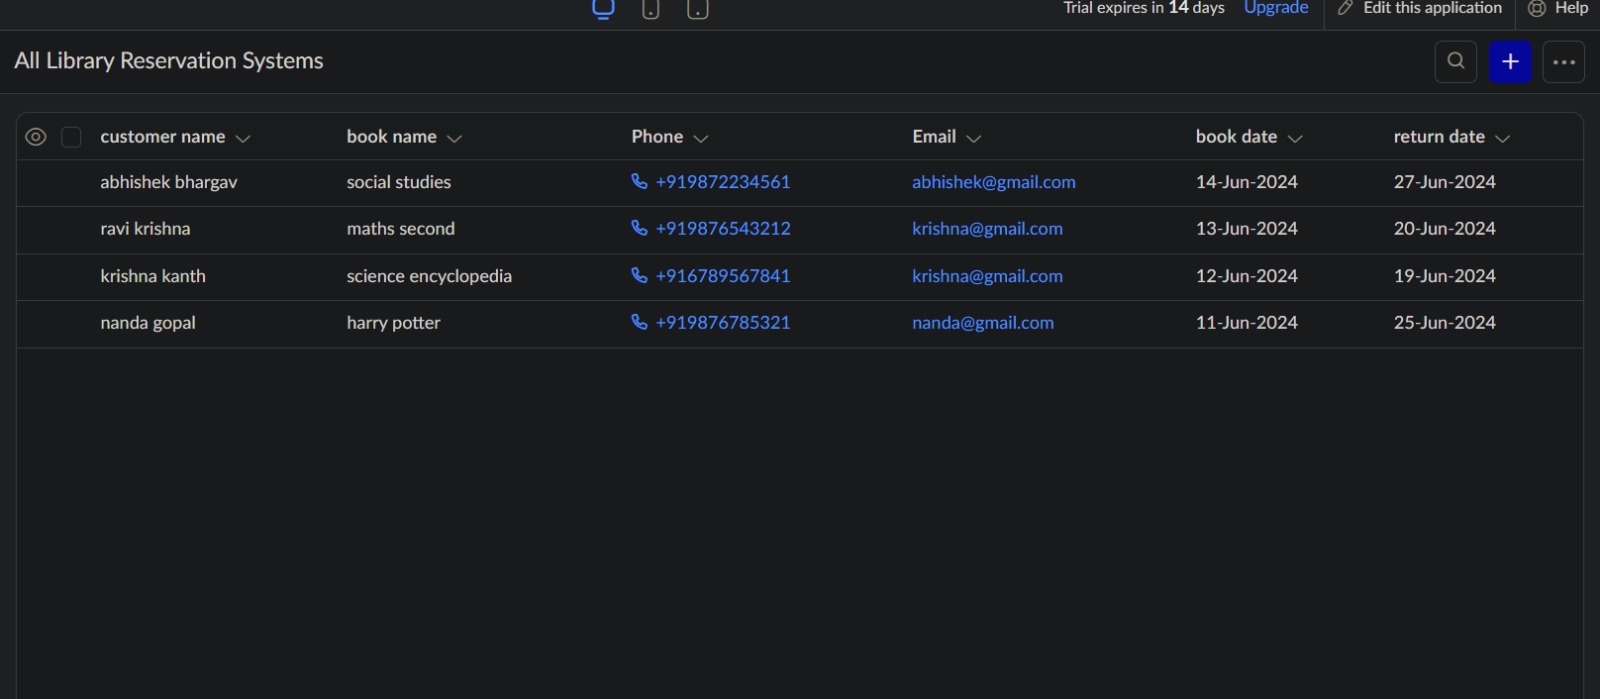 Trial expires in 14 days Upgrade Edit this application Help
All Library Reservation Systems
customer name book name Phone Email book date return date
abhishek bhargav social studies +919872234561 abhishek@gmail.com 14-Jun-2024 27-Jun-2024
ravi krishna maths second +919876543212 krishna@gmail.com 13-Jun-2024 20-Jun-2024
krishna kanth science encyclopedia +916789567841 krishna@gmail.com 12-Jun-2024 19-Jun-2024
nanda gopal harry potter +919876785321 nanda@gmail.com 11-Jun-2024 25-Jun-2024